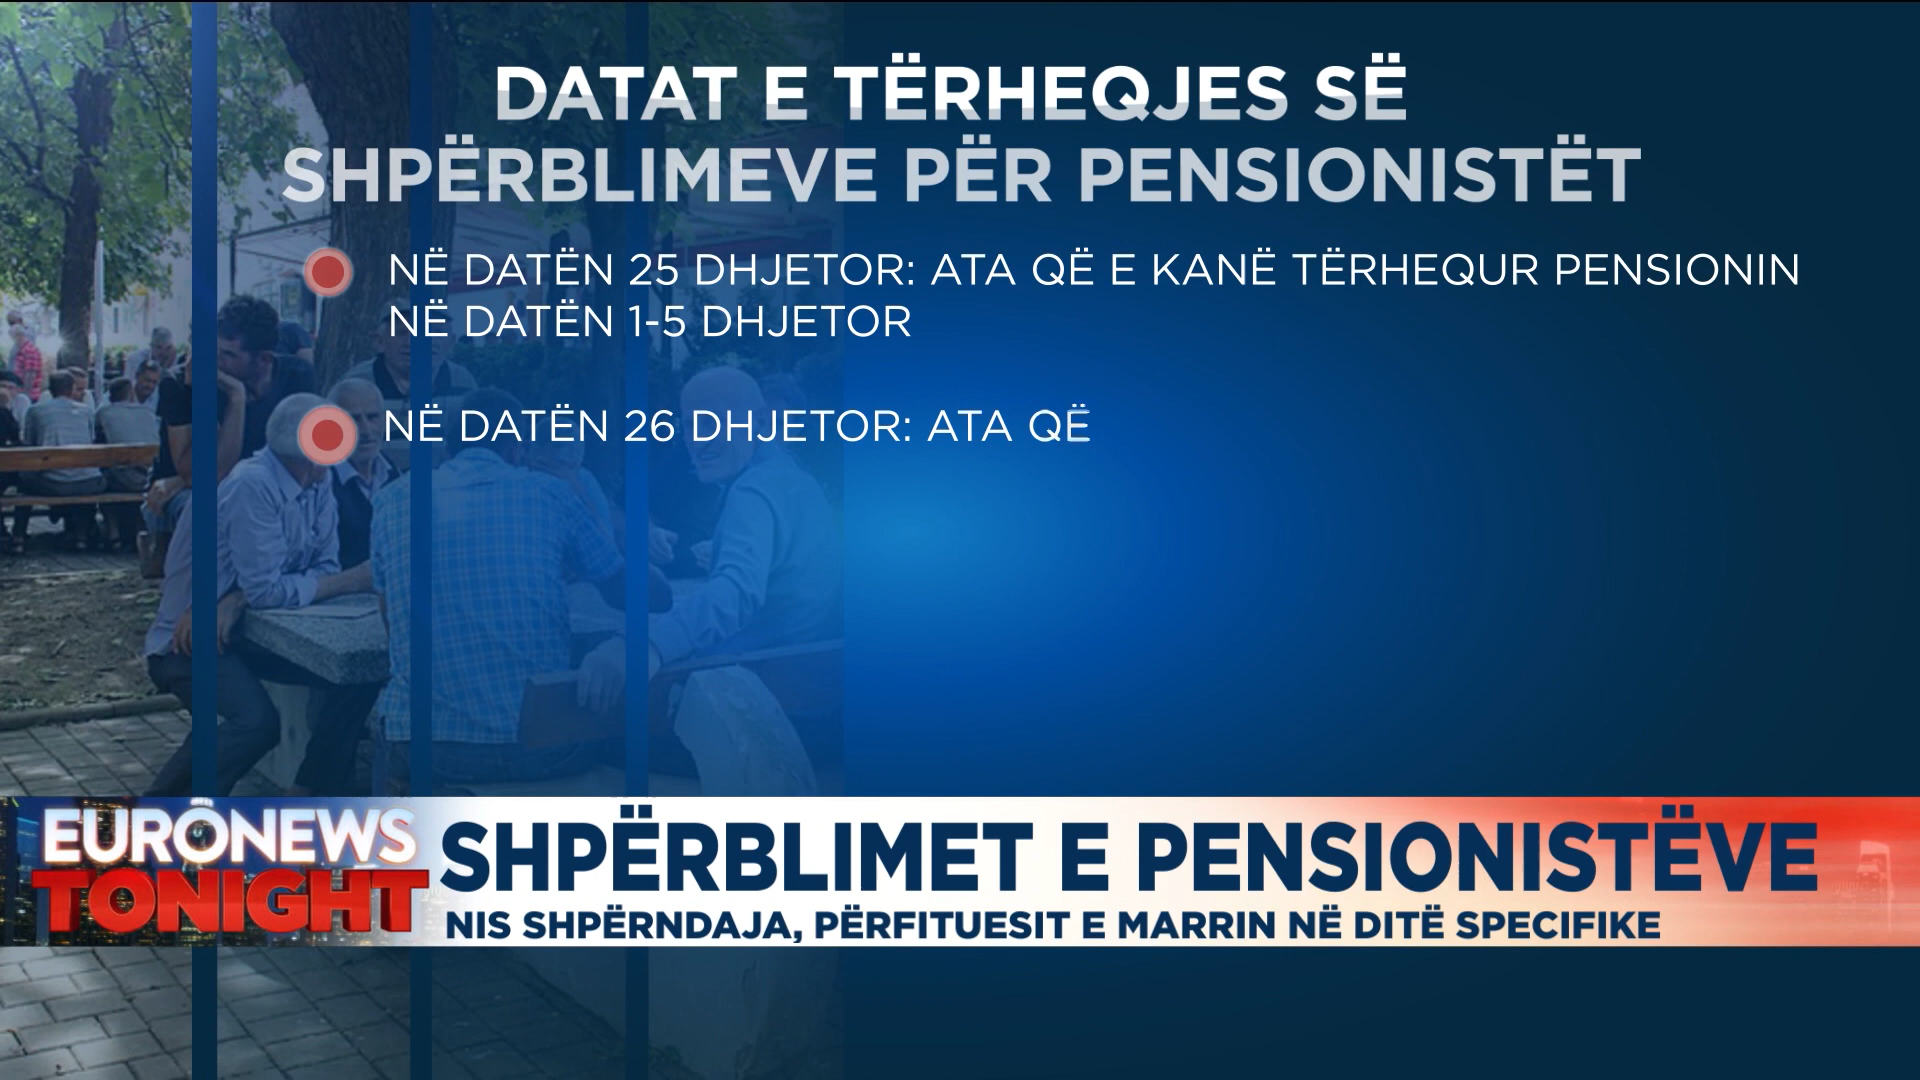 DATAT E TËRHEQJES SË
SHPËRBLIMEVE PËR PENSIONISTËT
NË DATËN 25 DHJETOR: ATA QË E KANË TËRHEQUR PENSIONIN
NË DATËN 1-5 DHJETOR
NË DATËN 26 DHJETOR: ATA QË
EURONEWS
TONIGHT
SHPËRBLIMET E PENSIONISTËVE
NIS SHPËRNDAJA, PËRFITUESIT E MARRIN NË DITË SPECIFIKE